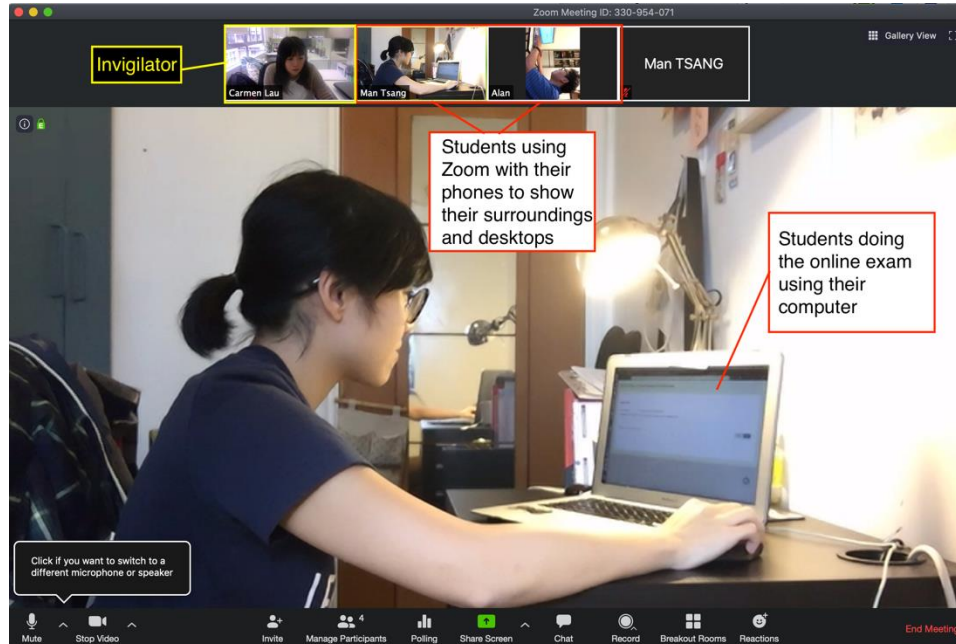 Zoom Meeting ID: 330-954-071
Gallery View
Invigilator
Carmen Lau
Man Tsang
Alan
Man TSANG
Students using
Zoom with their
phones to show
their surroundings
and desktops
Students doing
the online exam
using their
computer
Click if you want to switch to a
different microphone or speaker
Mute
Stop Video
Invite
Manage Participants
4
Polling
Share Screen
Chat
Record
Breakout Rooms
Reactions
End Meeting